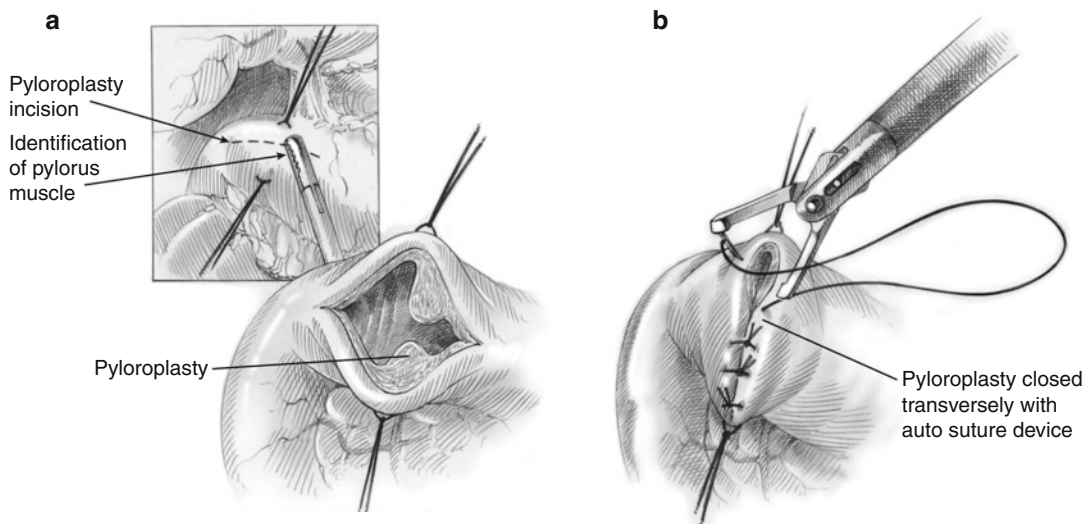 a
Pyloroplasty
incision
Identification
of pylorus
muscle
Pyloroplasty
b
Pyloroplasty closed
transversely with
auto suture device